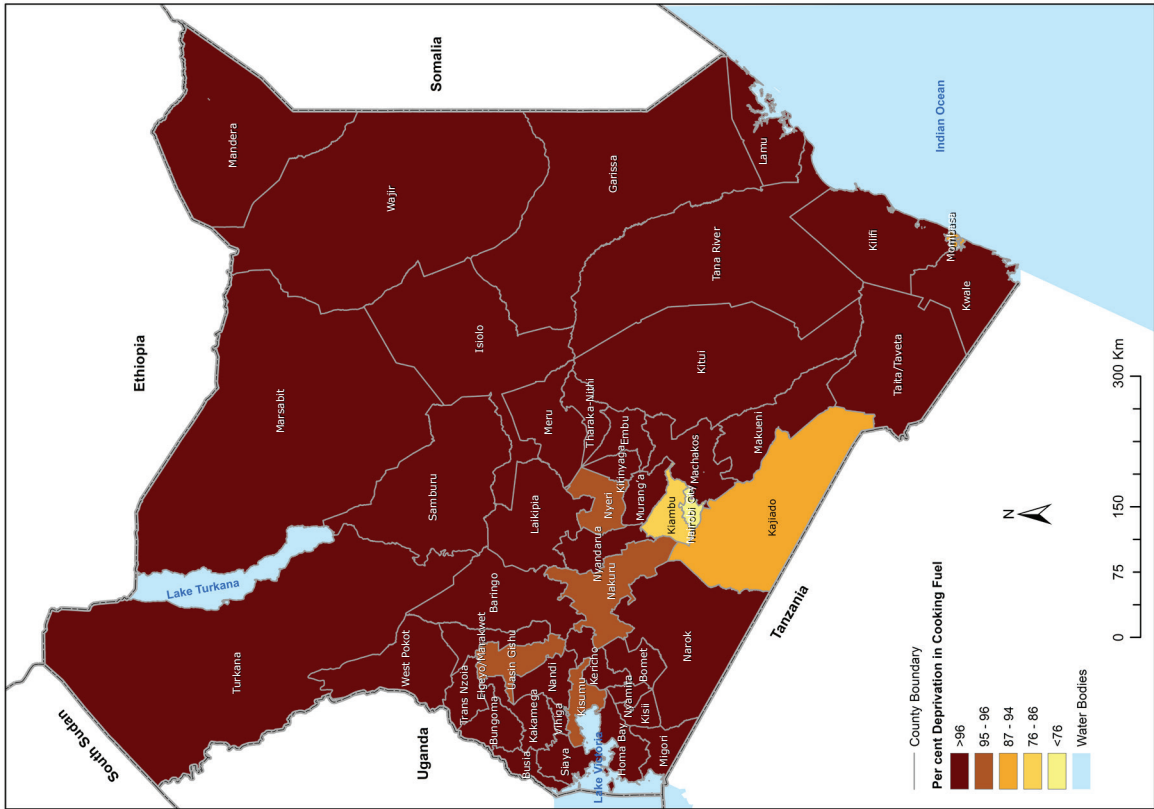 South Sudan
Ethiopia
Somalia
Uganda
Tanzania
Indian Ocean
Lake Turkana
Lake Victoria
Mandera
Wajir
Marsabit
Turkana
Samburu
Isiolo
Garissa
Lamu
Tana River
Kilifi
Mombasa
Kwale
Taita/Taveta
Kitui
Makueni
Machakos
Kajiado
Nairobi City
Kiambu
Murang'a
Kirinyaga
Embu
Tharaka-Nithi
Meru
Nyeri
Laikipia
Nyandarua
Nakuru
Baringo
West Pokot
Trans Nzoia
Elgeyo/Marakwet
Uasin Gishu
Bungoma
Kakamega
Nandi
Vihiga
Busia
Siaya
Kisumu
Kericho
Homa Bay
Nyamira
Kisii
Bomet
Migori
Narok
N
0
75
150
300 Km
County Boundary
Per cent Deprivation in Cooking Fuel
>96
95 - 96
87 - 94
76 - 86
<76
Water Bodies